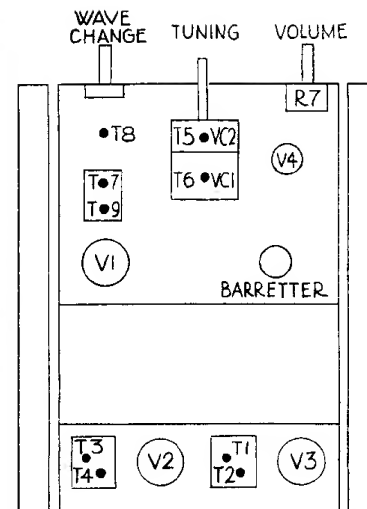 WAVE CHANGE
TUNING
VOLUME
R7
T8
T5 VC2
V4
T7
T6 VC1
T9
V1
BARRETTER
T3
T4
V2
T1
T2
V3